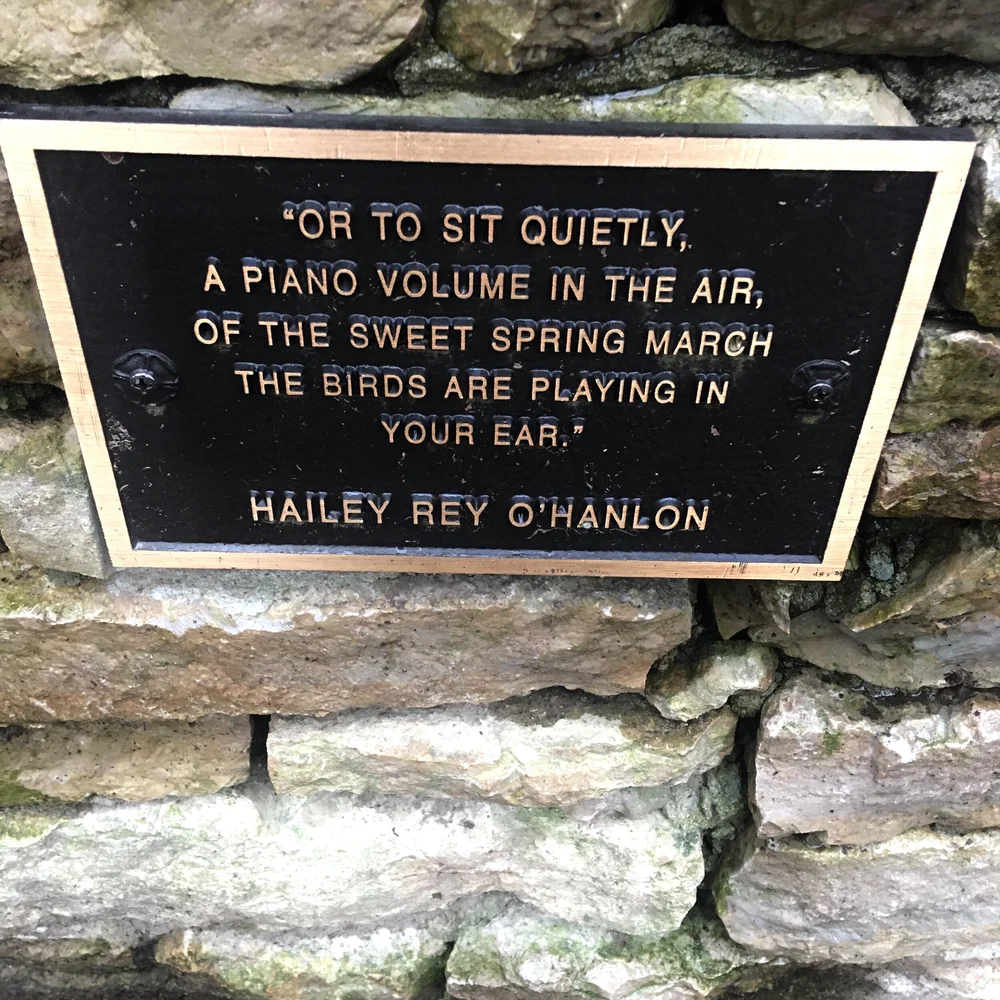 “OR TO SIT QUIETLY,
A PIANO VOLUME IN THE AIR,
OF THE SWEET SPRING MARCH
THE BIRDS ARE PLAYING IN
YOUR EAR.”
HAILEY REY O'HANLON